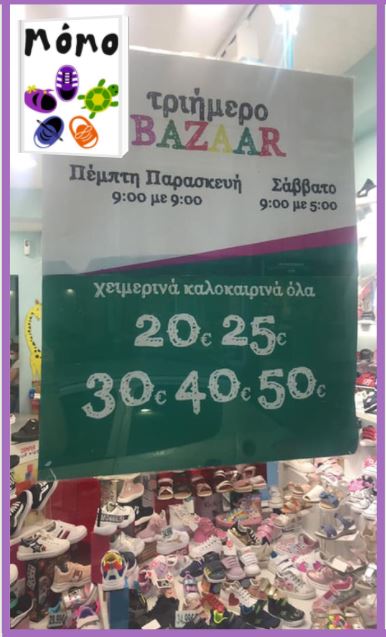 μόμο
τριήμερο
BAZAAR
Πέμπτη Παρασκευή Σάββατο
9:00 με 9:00 9:00 με 5:00
χειμερινά καλοκαιρινά όλα
20€ 25€
30€ 40€ 50€